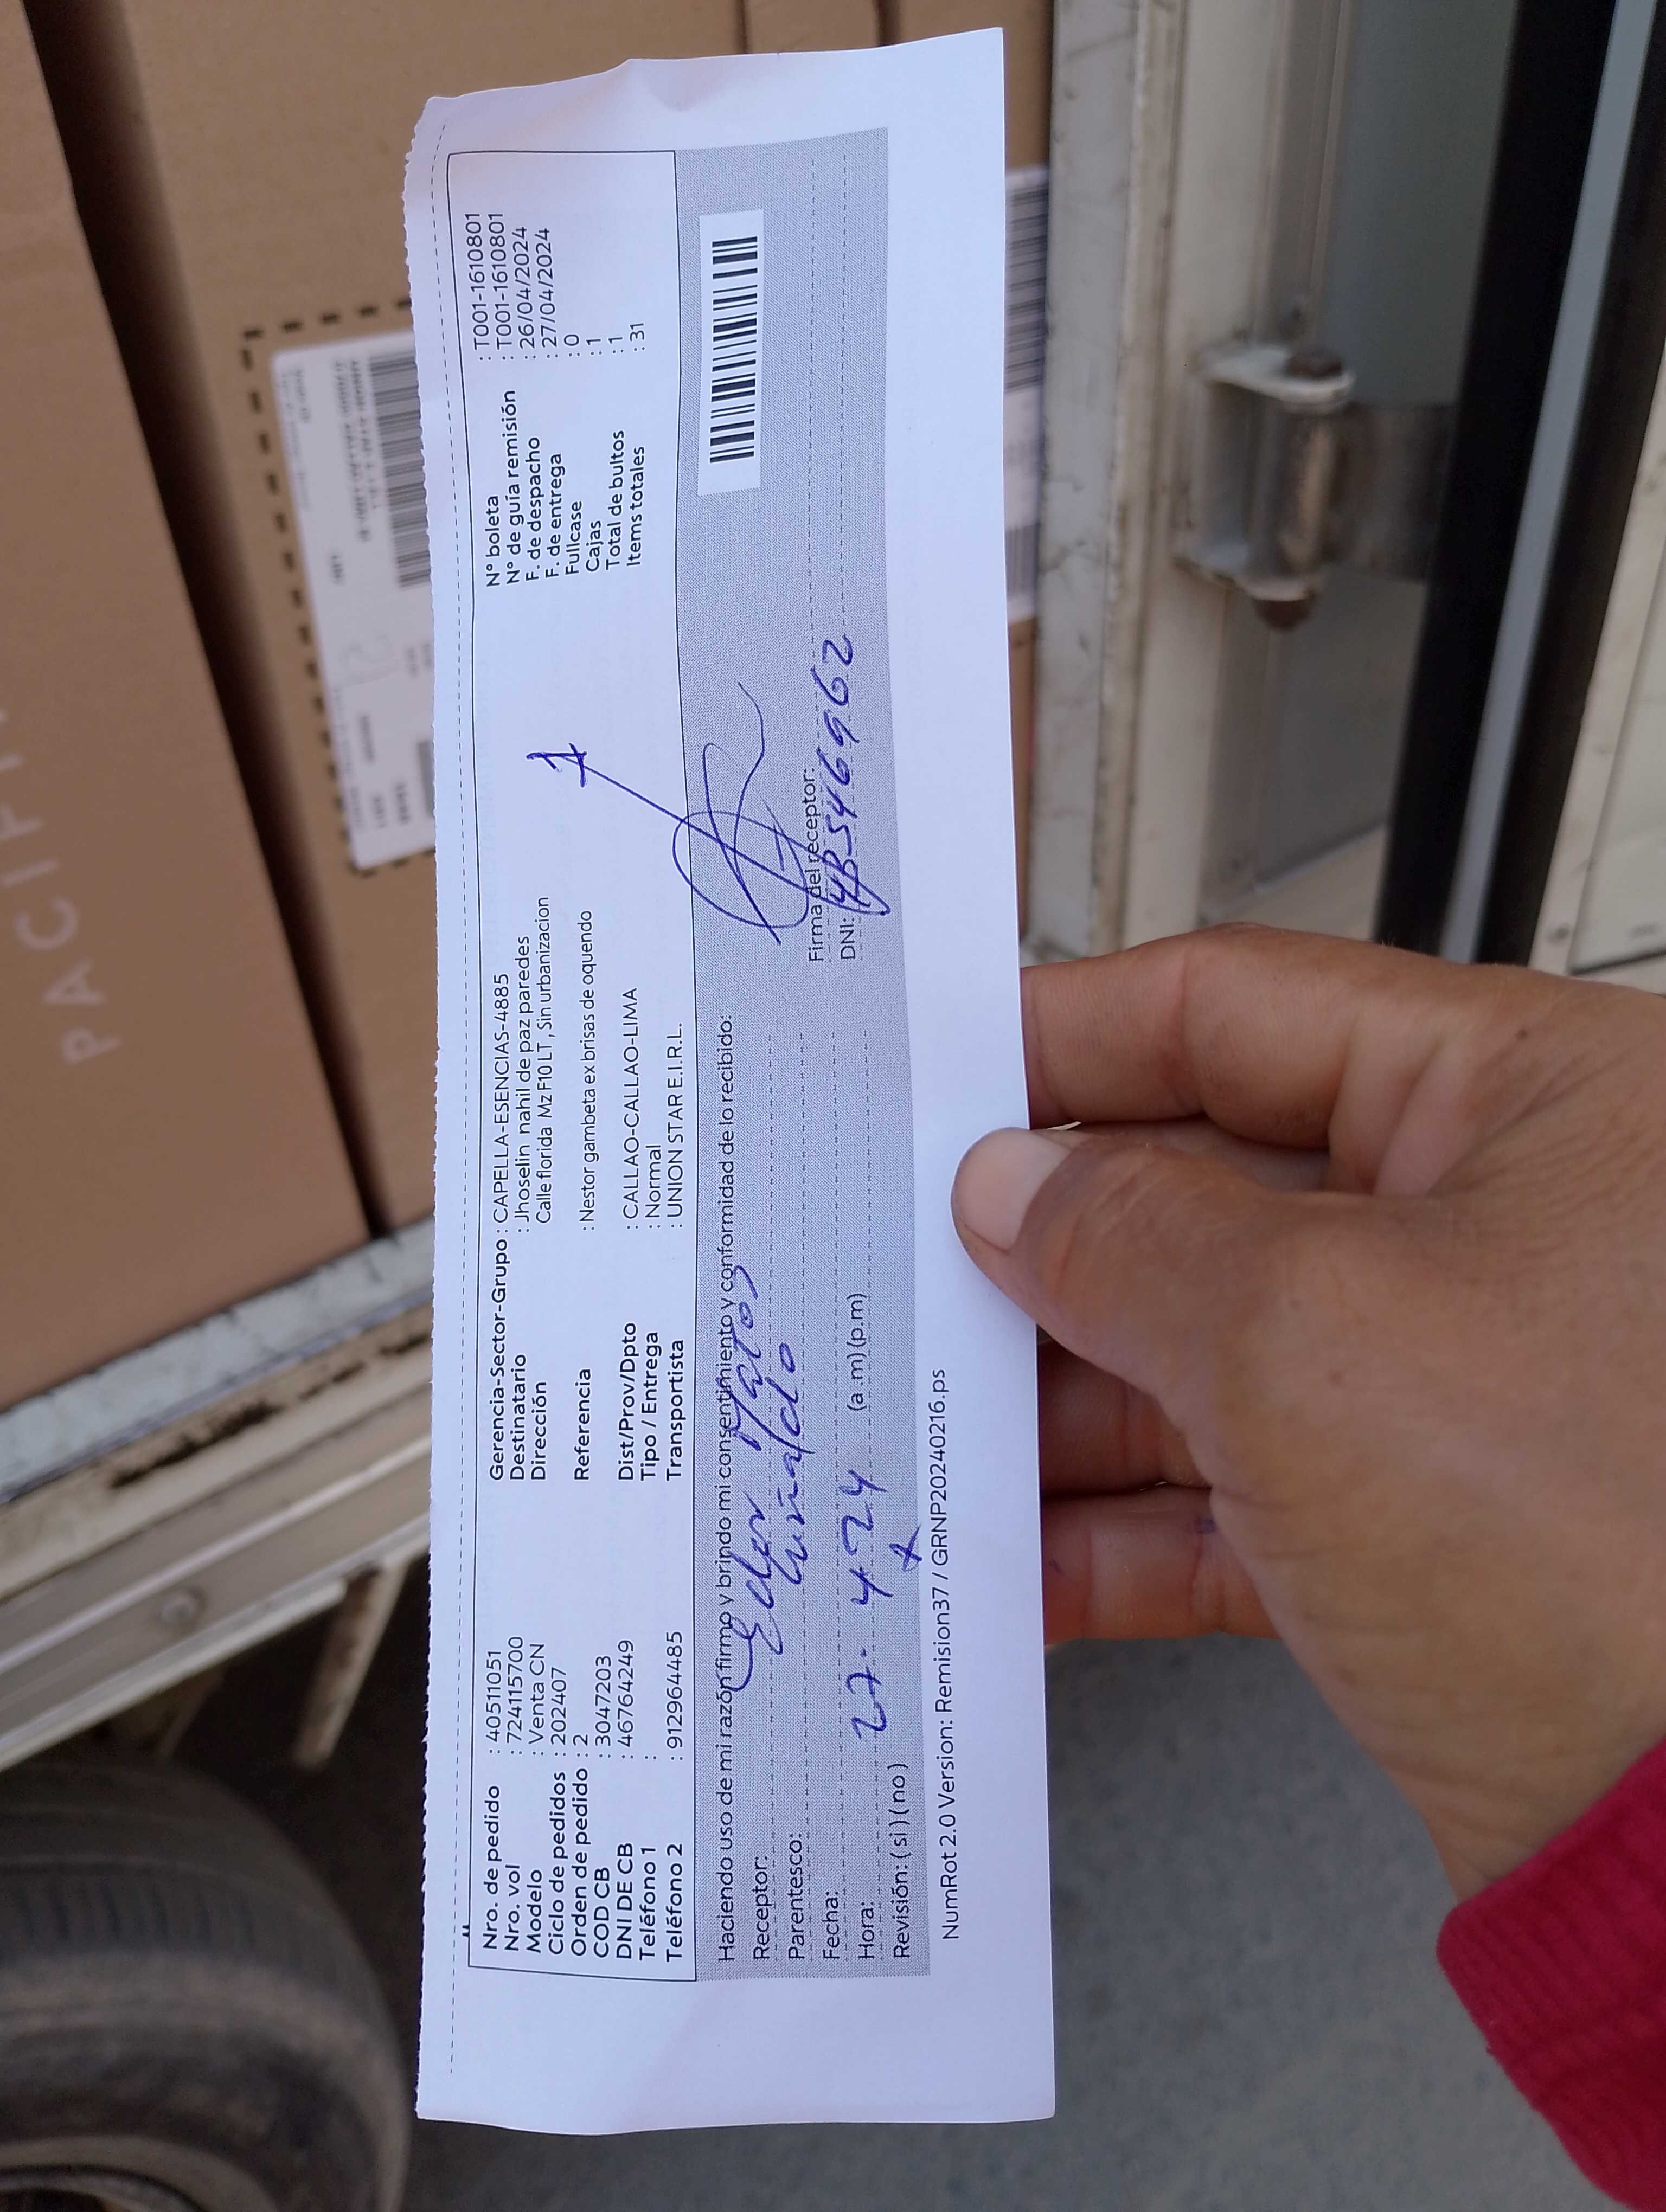 Nro. de pedido : 40511051
Nro. vol : 724115700
Modelo : Venta CN
Ciclo de pedidos : 202407
Orden de pedido : 2
COD CB : 3047203
DNI DE CB : 46764249
Teléfono 1 :
Teléfono 2 : 912964485
Gerencia-Sector-Grupo : CAPELLA-ESENCIAS-4885
Destinatario : Jhoselin nahil de paz paredes
Dirección Calle florida Mz F10 LT , Sin urbanizacion
Referencia : Nestor gambeta ex brisas de oquendo
Dist/Prov/Dpto : CALLAO-CALLAO-LIMA
Tipo / Entrega : Normal
Transportista : UNION STAR E.I.R.L.
N° boleta : T001-1610801
N° de guía remisión : T001-1610801
F. de despacho : 26/04/2024
F. de entrega : 27/04/2024
Fullcase : 0
Cajas : 1
Total de bultos : 1
Items totales : 31
1
Haciendo uso de mi razón firmo y brindo mi consentimiento y conformidad de lo recibido:
Receptor: Matos
Parentesco:
Fecha: 27. 4 24
Hora: (a.m) (p.m)
Revisión: ( si ) ( no )
Firma del receptor:
DNI:
NumRot 2.0 Version: Remision37 / GRNP20240216.ps
PACIFI